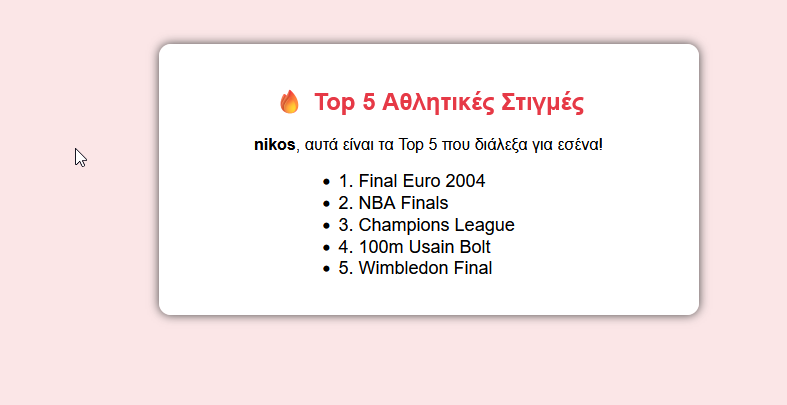 🔥 Top 5 Αθλητικές Στιγμές
nikos, αυτά είναι τα Top 5 που διάλεξα για εσένα!
• 1. Final Euro 2004
• 2. NBA Finals
• 3. Champions League
• 4. 100m Usain Bolt
• 5. Wimbledon Final